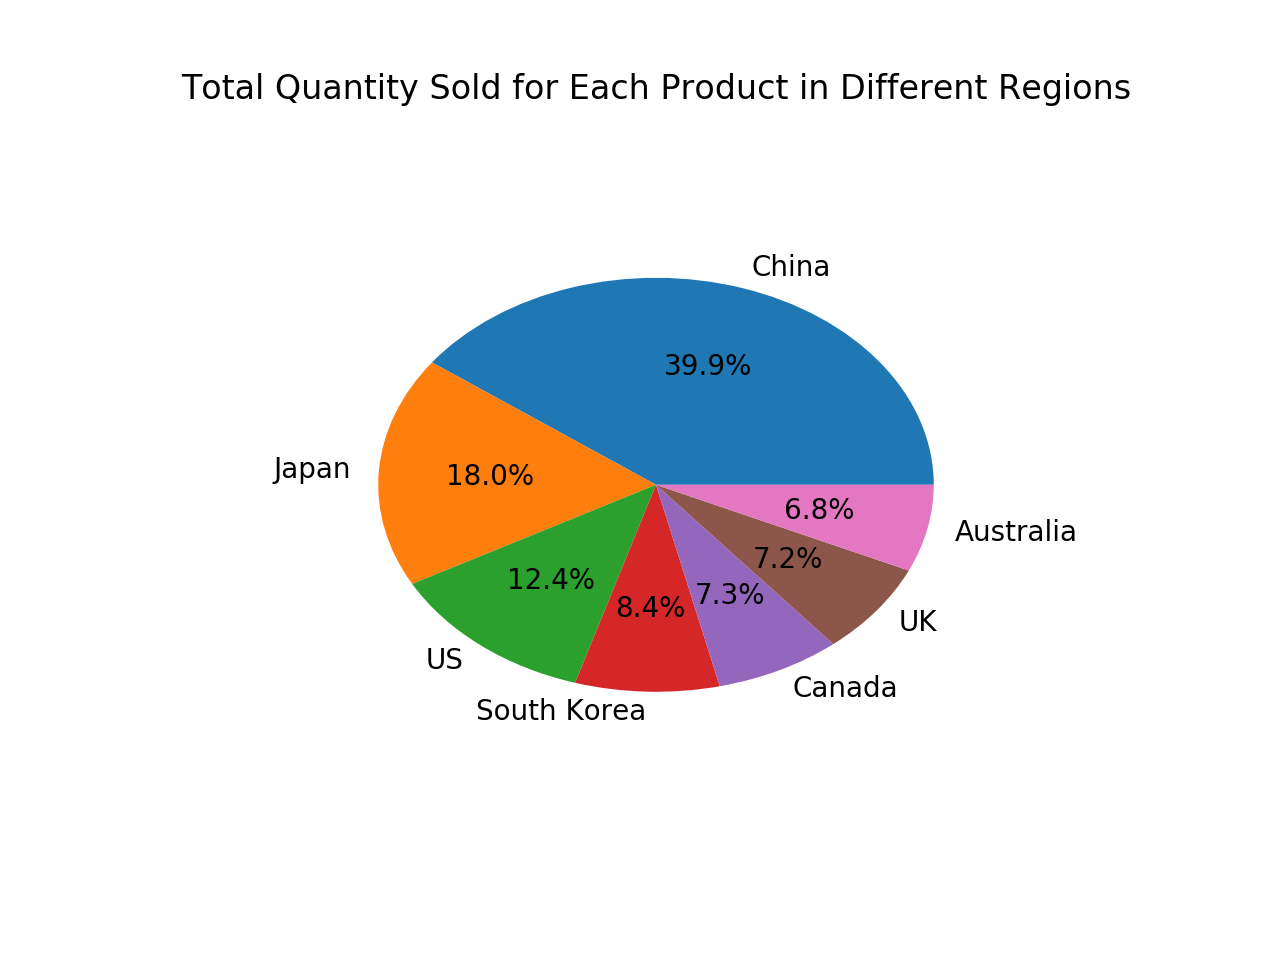 Total Quantity Sold for Each Product in Different Regions
China
39.9%
Japan
18.0%
US
12.4%
South Korea
8.4%
Canada
7.3%
UK
7.2%
Australia
6.8%